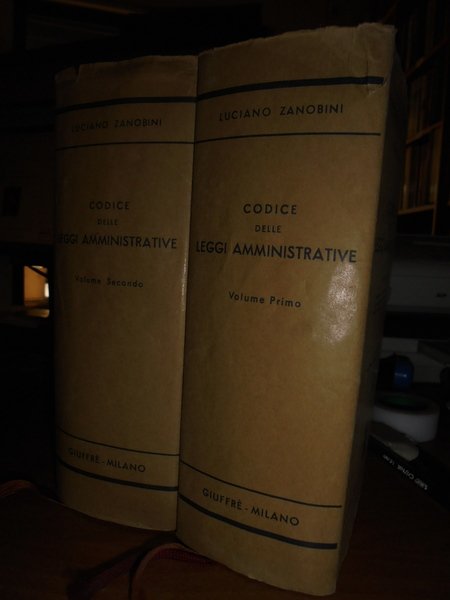 LUCIANO ZANOBINI
CODICE
DELLE
LEGGI AMMINISTRATIVE
Volume Secondo
GIUFFRÈ - MILANO
LUCIANO ZANOBINI
CODICE
DELLE
LEGGI AMMINISTRATIVE
Volume Primo
GIUFFRÈ - MILANO